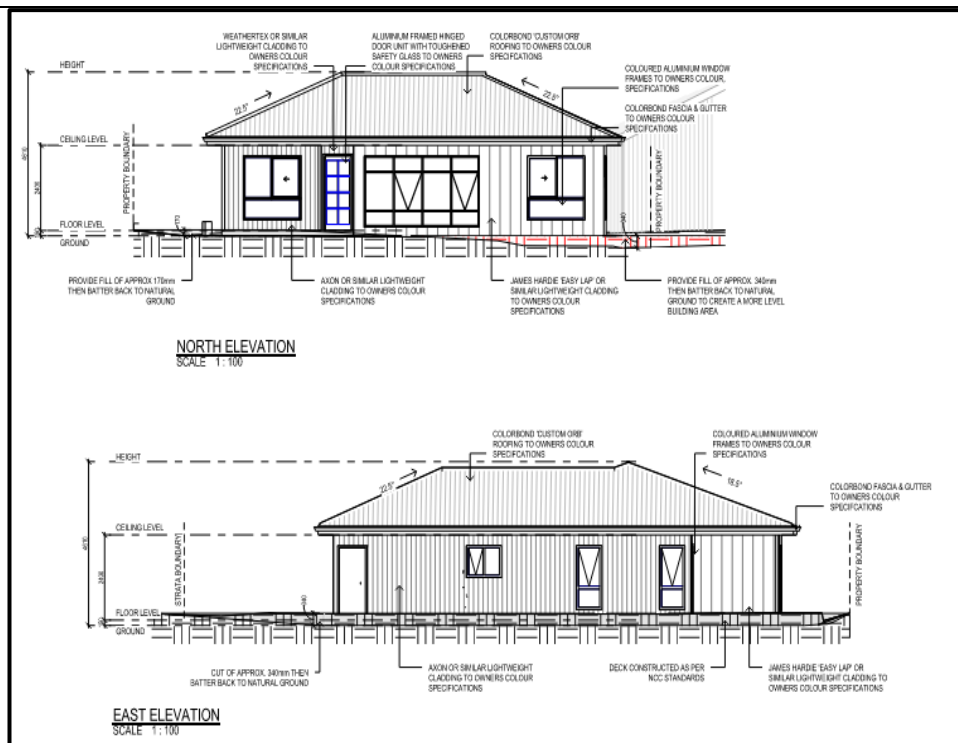 WEATHERTEX OR SIMILAR
LIGHTWEIGHT CLADDING TO
OWNERS COLOUR
SPECIFICATIONS
ALUMINIUM FRAMED HINGED
DOOR UNIT WITH TOUGHENED
SAFETY GLASS TO OWNERS
COLOUR SPECIFICATIONS
COLORBOND 'CUSTOM ORB'
ROOFING TO OWNERS COLOUR
SPECIFICATIONS
HEIGHT
COLOURED ALUMINIUM WINDOW
FRAMES TO OWNERS COLOUR,
SPECIFICATIONS
22.5°
22.5°
COLORBOND FASCIA & GUTTER
TO OWNERS COLOUR
SPECIFICATIONS
CEILING LEVEL
PROPERTY BOUNDARY
PROPERTY BOUNDARY
FLOOR LEVEL
170
340
GROUND
PROVIDE FILL OF APPROX 170mm
THEN BATTER BACK TO NATURAL
GROUND
AXON OR SIMILAR LIGHTWEIGHT
CLADDING TO OWNERS COLOUR
SPECIFICATIONS
JAMES HARDIE 'EASY LAP' OR
SIMILAR LIGHTWEIGHT CLADDING
TO OWNERS COLOUR
SPECIFICATIONS
PROVIDE FILL OF APPROX. 340mm
THEN BATTER BACK TO NATURAL
GROUND TO CREATE A MORE LEVEL
BUILDING AREA
NORTH ELEVATION
SCALE 1 : 100
COLORBOND 'CUSTOM ORB'
ROOFING TO OWNERS COLOUR
SPECIFICATIONS
COLOURED ALUMINIUM WINDOW
FRAMES TO OWNERS COLOUR
SPECIFICATIONS
HEIGHT
22.5°
18.5°
COLORBOND FASCIA & GUTTER
TO OWNERS COLOUR
SPECIFICATIONS
CEILING LEVEL
STRATA BOUNDARY
PROPERTY BOUNDARY
340
FLOOR LEVEL
GROUND
CUT OF APPROX. 340mm THEN
BATTER BACK TO NATURAL GROUND
AXON OR SIMILAR LIGHTWEIGHT
CLADDING TO OWNERS COLOUR
SPECIFICATIONS
DECK CONSTRUCTED AS PER
NCC STANDARDS
JAMES HARDIE 'EASY LAP' OR
SIMILAR LIGHTWEIGHT CLADDING TO
OWNERS COLOUR SPECIFICATIONS
EAST ELEVATION
SCALE 1 : 100